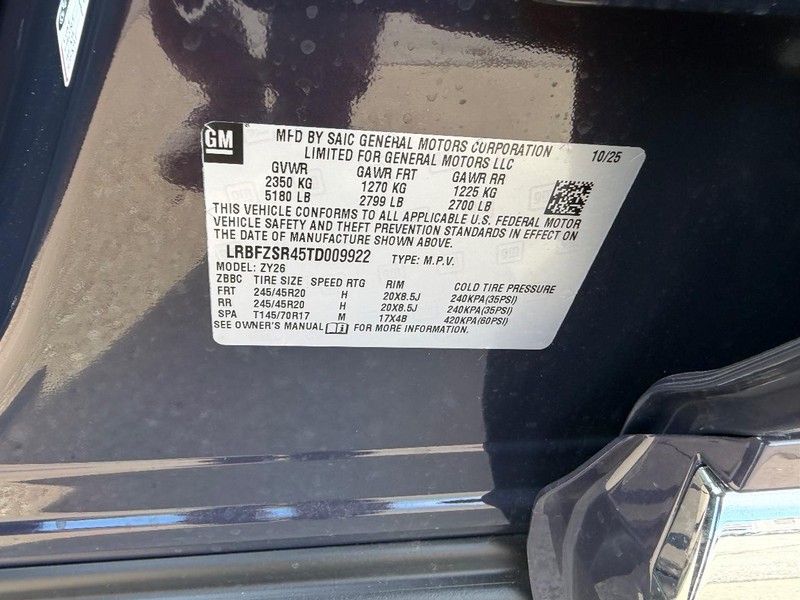 GM
MFD BY SAIC GENERAL MOTORS CORPORATION 10/25
LIMITED FOR GENERAL MOTORS LLC
GVWR GAWR FRT GAWR RR
2350 KG 1270 KG 1225 KG
5180 LB 2799 LB 2700 LB
THIS VEHICLE CONFORMS TO ALL APPLICABLE U.S. FEDERAL MOTOR
VEHICLE SAFETY AND THEFT PREVENTION STANDARDS IN EFFECT ON
THE DATE OF MANUFACTURE SHOWN ABOVE.
LRBFZSR45TD009922 TYPE: M.P.V.
MODEL: ZY26
ZBBC TIRE SIZE SPEED RTG RIM COLD TIRE PRESSURE
FRT 245/45R20 H 20X8.5J 240KPA(35PSI)
RR 245/45R20 H 20X8.5J 240KPA(35PSI)
SPA T145/70R17 M 17X4B 420KPA(60PSI)
SEE OWNER'S MANUAL FOR MORE INFORMATION.